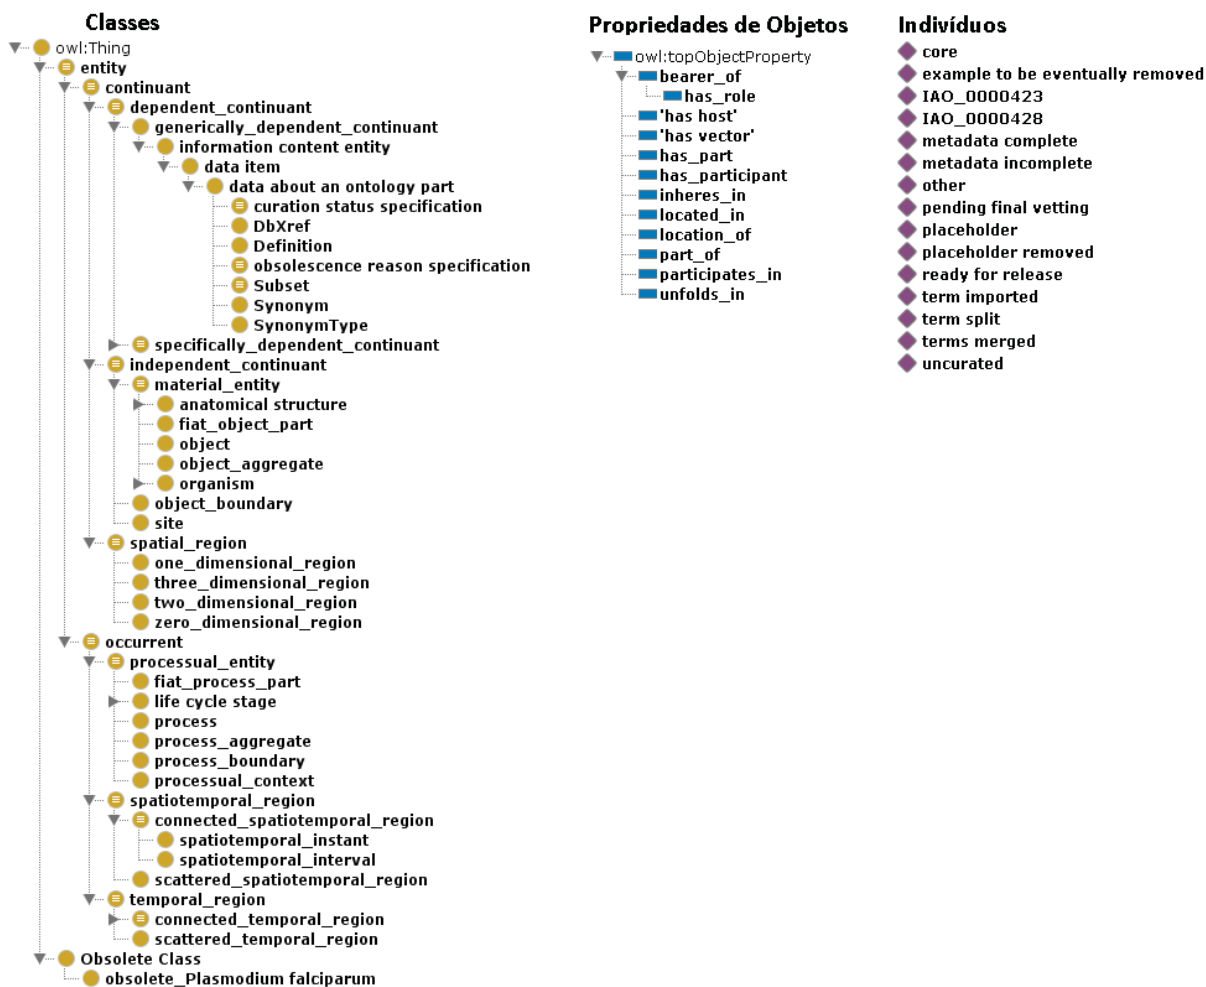 Classes
owl:Thing
entity
continuant
dependent_continuant
generically_dependent_continuant
information content entity
data item
data about an ontology part
curation status specification
DbXref
Definition
obsolescence reason specification
Subset
Synonym
SynonymType
specifically_dependent_continuant
independent_continuant
material_entity
anatomical structure
fiat_object_part
object
object_aggregate
organism
object_boundary
site
spatial_region
one_dimensional_region
three_dimensional_region
two_dimensional_region
zero_dimensional_region
occurrent
processual_entity
fiat_process_part
life cycle stage
process
process_aggregate
process_boundary
processual_context
spatiotemporal_region
connected_spatiotemporal_region
spatiotemporal_instant
spatiotemporal_interval
scattered_spatiotemporal_region
temporal_region
connected_temporal_region
scattered_temporal_region
Obsolete Class
obsolete_Plasmodium falciparum
Propriedades de Objetos
owl:topObjectProperty
bearer_of
has_role
'has host'
'has vector'
has_part
has_participant
inheres_in
located_in
location_of
part_of
participates_in
unfolds_in
Indivíduos
core
example to be eventually removed
IAO_0000423
IAO_0000428
metadata complete
metadata incomplete
other
pending final vetting
placeholder
placeholder removed
ready for release
term imported
term split
terms merged
uncurated